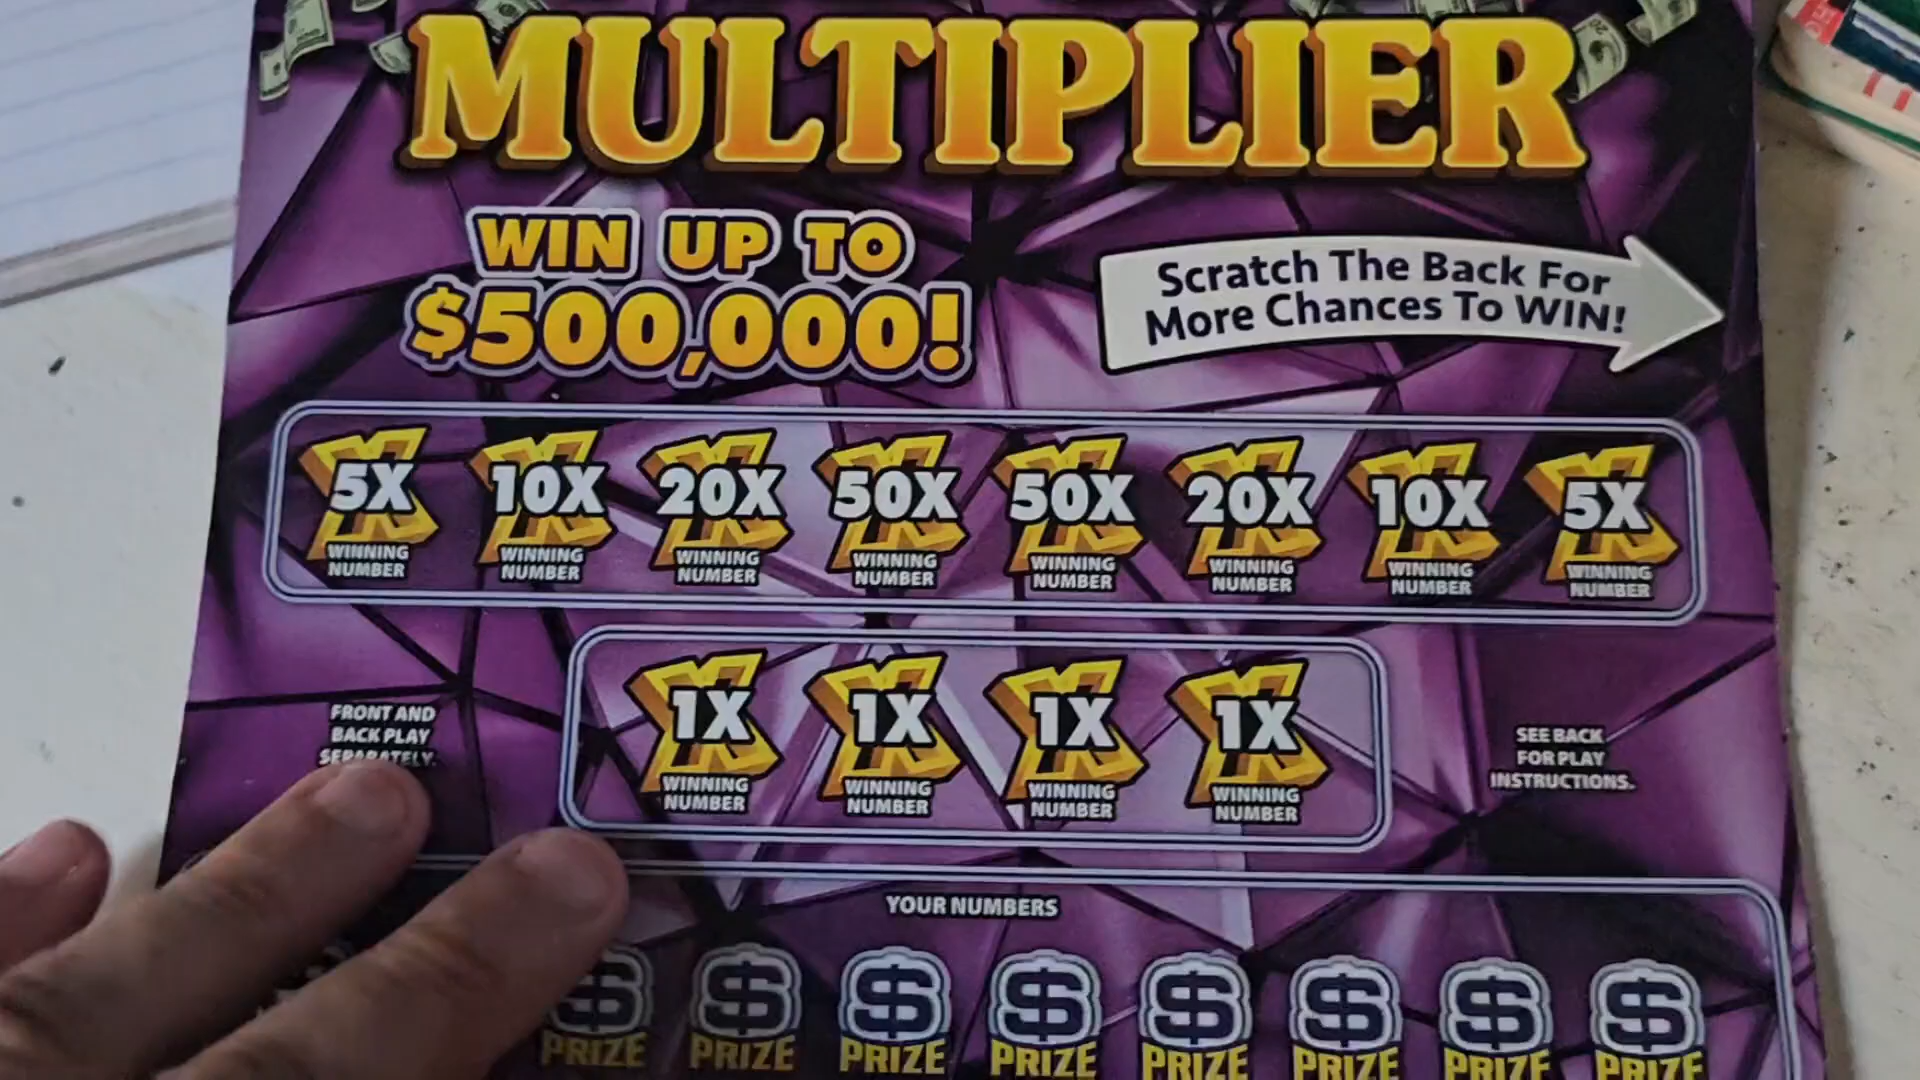 MULTIPLIER
WIN UP TO
$500,000!
Scratch The Back For
More Chances To WIN!
5X 10X 20X 50X 50X 20X 10X 5X
WINNING WINNING WINNING WINNING WINNING WINNING WINNING WINNING
NUMBER NUMBER NUMBER NUMBER NUMBER NUMBER NUMBER NUMBER
1X 1X 1X 1X
WINNING WINNING WINNING WINNING
NUMBER NUMBER NUMBER NUMBER
FRONT AND
BACK PLAY
SEPARATELY.
SEE BACK
FOR PLAY
INSTRUCTIONS.
YOUR NUMBERS
$ $ $ $ $ $ $ $
PRIZE PRIZE PRIZE PRIZE PRIZE PRIZE PRIZE PRIZE